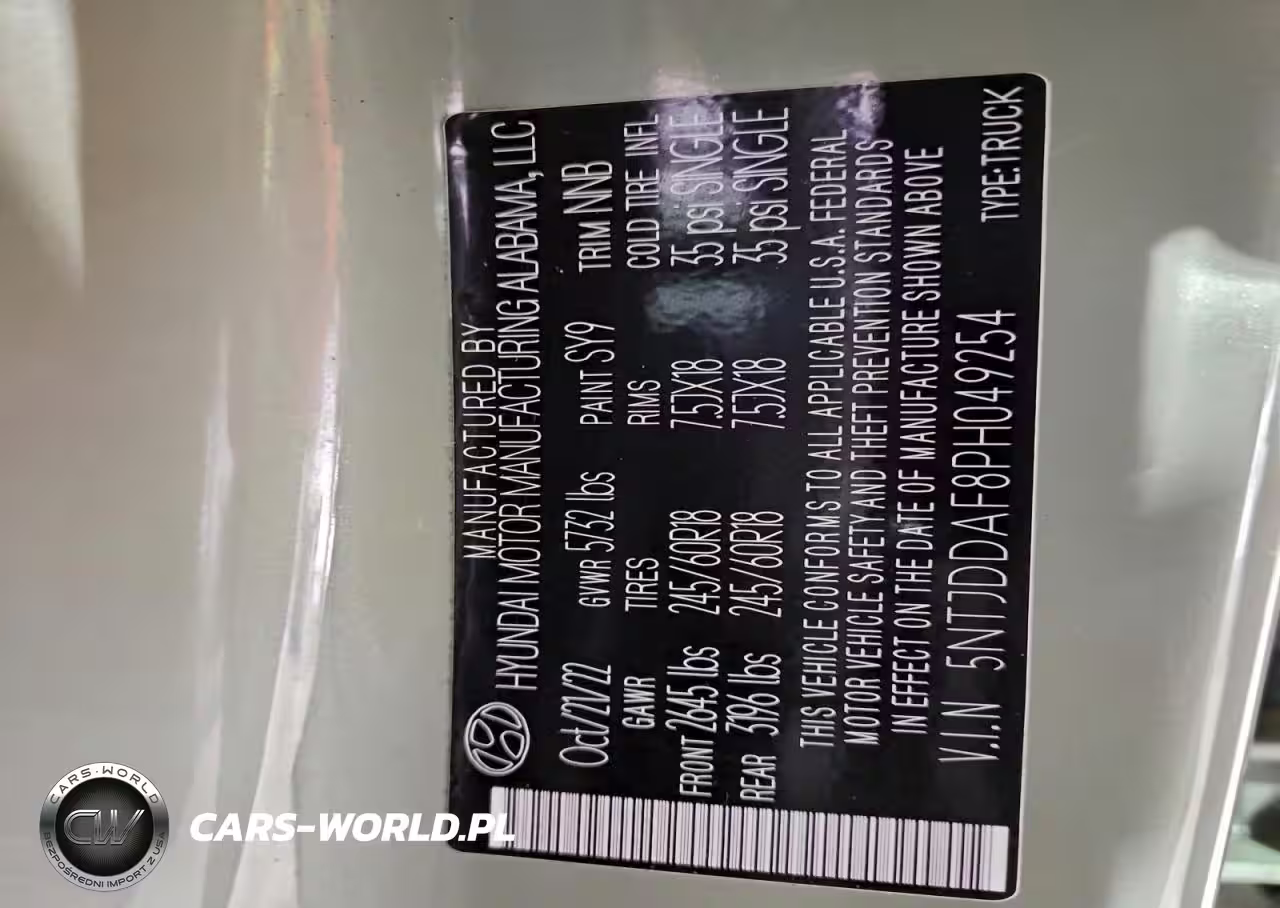 MANUFACTURED BY
HYUNDAI MOTOR MANUFACTURING ALABAMA, LLC
Oct/21/22 GWR 5732 lbs PAINT SY9 TRIM NNB
GAWR TIRES RIMS COLD TIRE INFL
FRONT 2645 lbs 245/60R18 7.5JX18 35 psi SINGLE
REAR 3196 lbs 245/60R18 7.5JX18 35 psi SINGLE
THIS VEHICLE CONFORMS TO ALL APPLICABLE U.S.A. FEDERAL
MOTOR VEHICLE SAFETY AND THEFT PREVENTION STANDARDS
IN EFFECT ON THE DATE OF MANUFACTURE SHOWN ABOVE
V.I.N 5NTJDDAF8PH049254 TYPE:TRUCK
CARS-WORLD
CW
BEZPOŚREDNI IMPORT Z USA
CARS-WORLD.PL